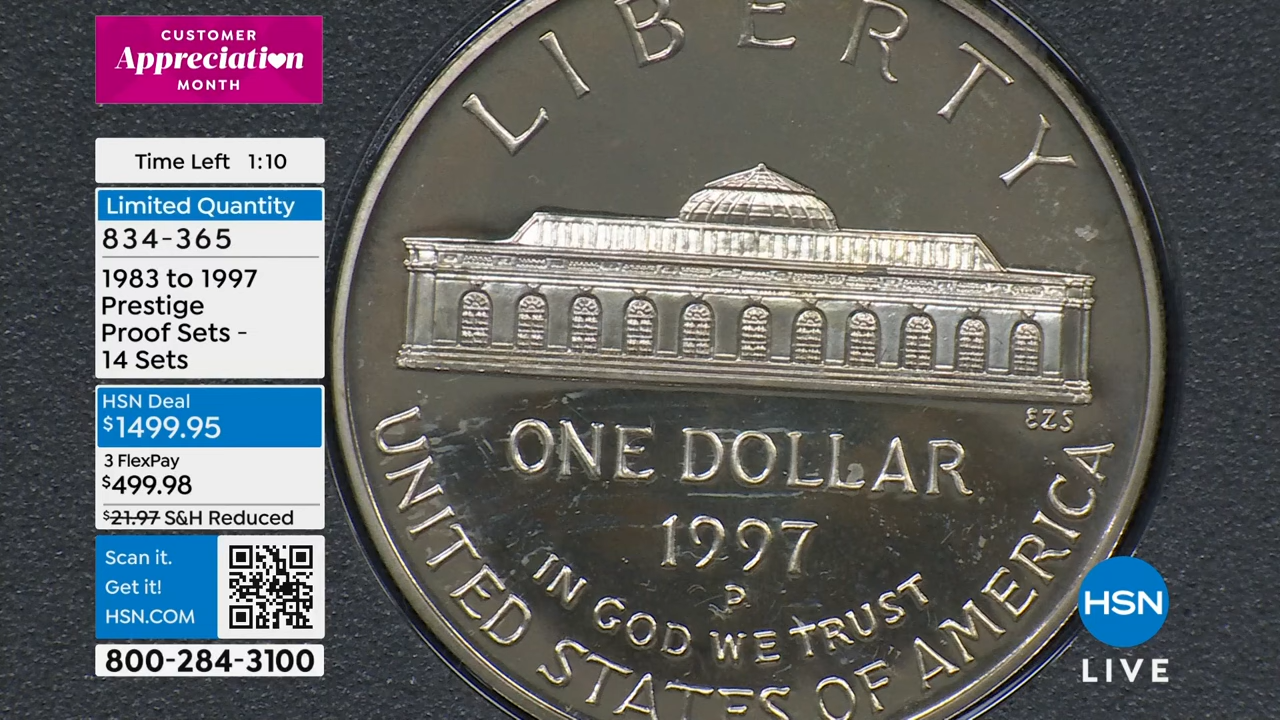 CUSTOMER
Appreciation
MONTH
Time Left 1:10
Limited Quantity
834-365
1983 to 1997
Prestige
Proof Sets -
14 Sets
HSN Deal
$1499.95
3 FlexPay
$499.98
$21.97 S&H Reduced
Scan it.
Get it!
HSN.COM
800-284-3100
LIBERTY
EZS
ONE DOLLAR
1997
P
IN GOD WE TRUST
UNITED STATES OF AMERICA
HSN
LIVE